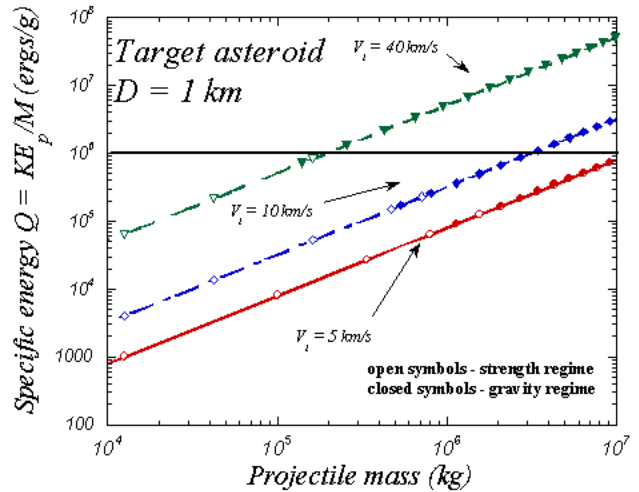 Specific energy Q = KE_p/M (ergs/g)
10^8
10^7
10^6
10^5
10^4
1000
100
Target asteroid
D = 1 km
V_i = 40 km/s
V_i = 10 km/s
V_i = 5 km/s
open symbols - strength regime
closed symbols - gravity regime
10^4 10^5 10^6 10^7
Projectile mass (kg)